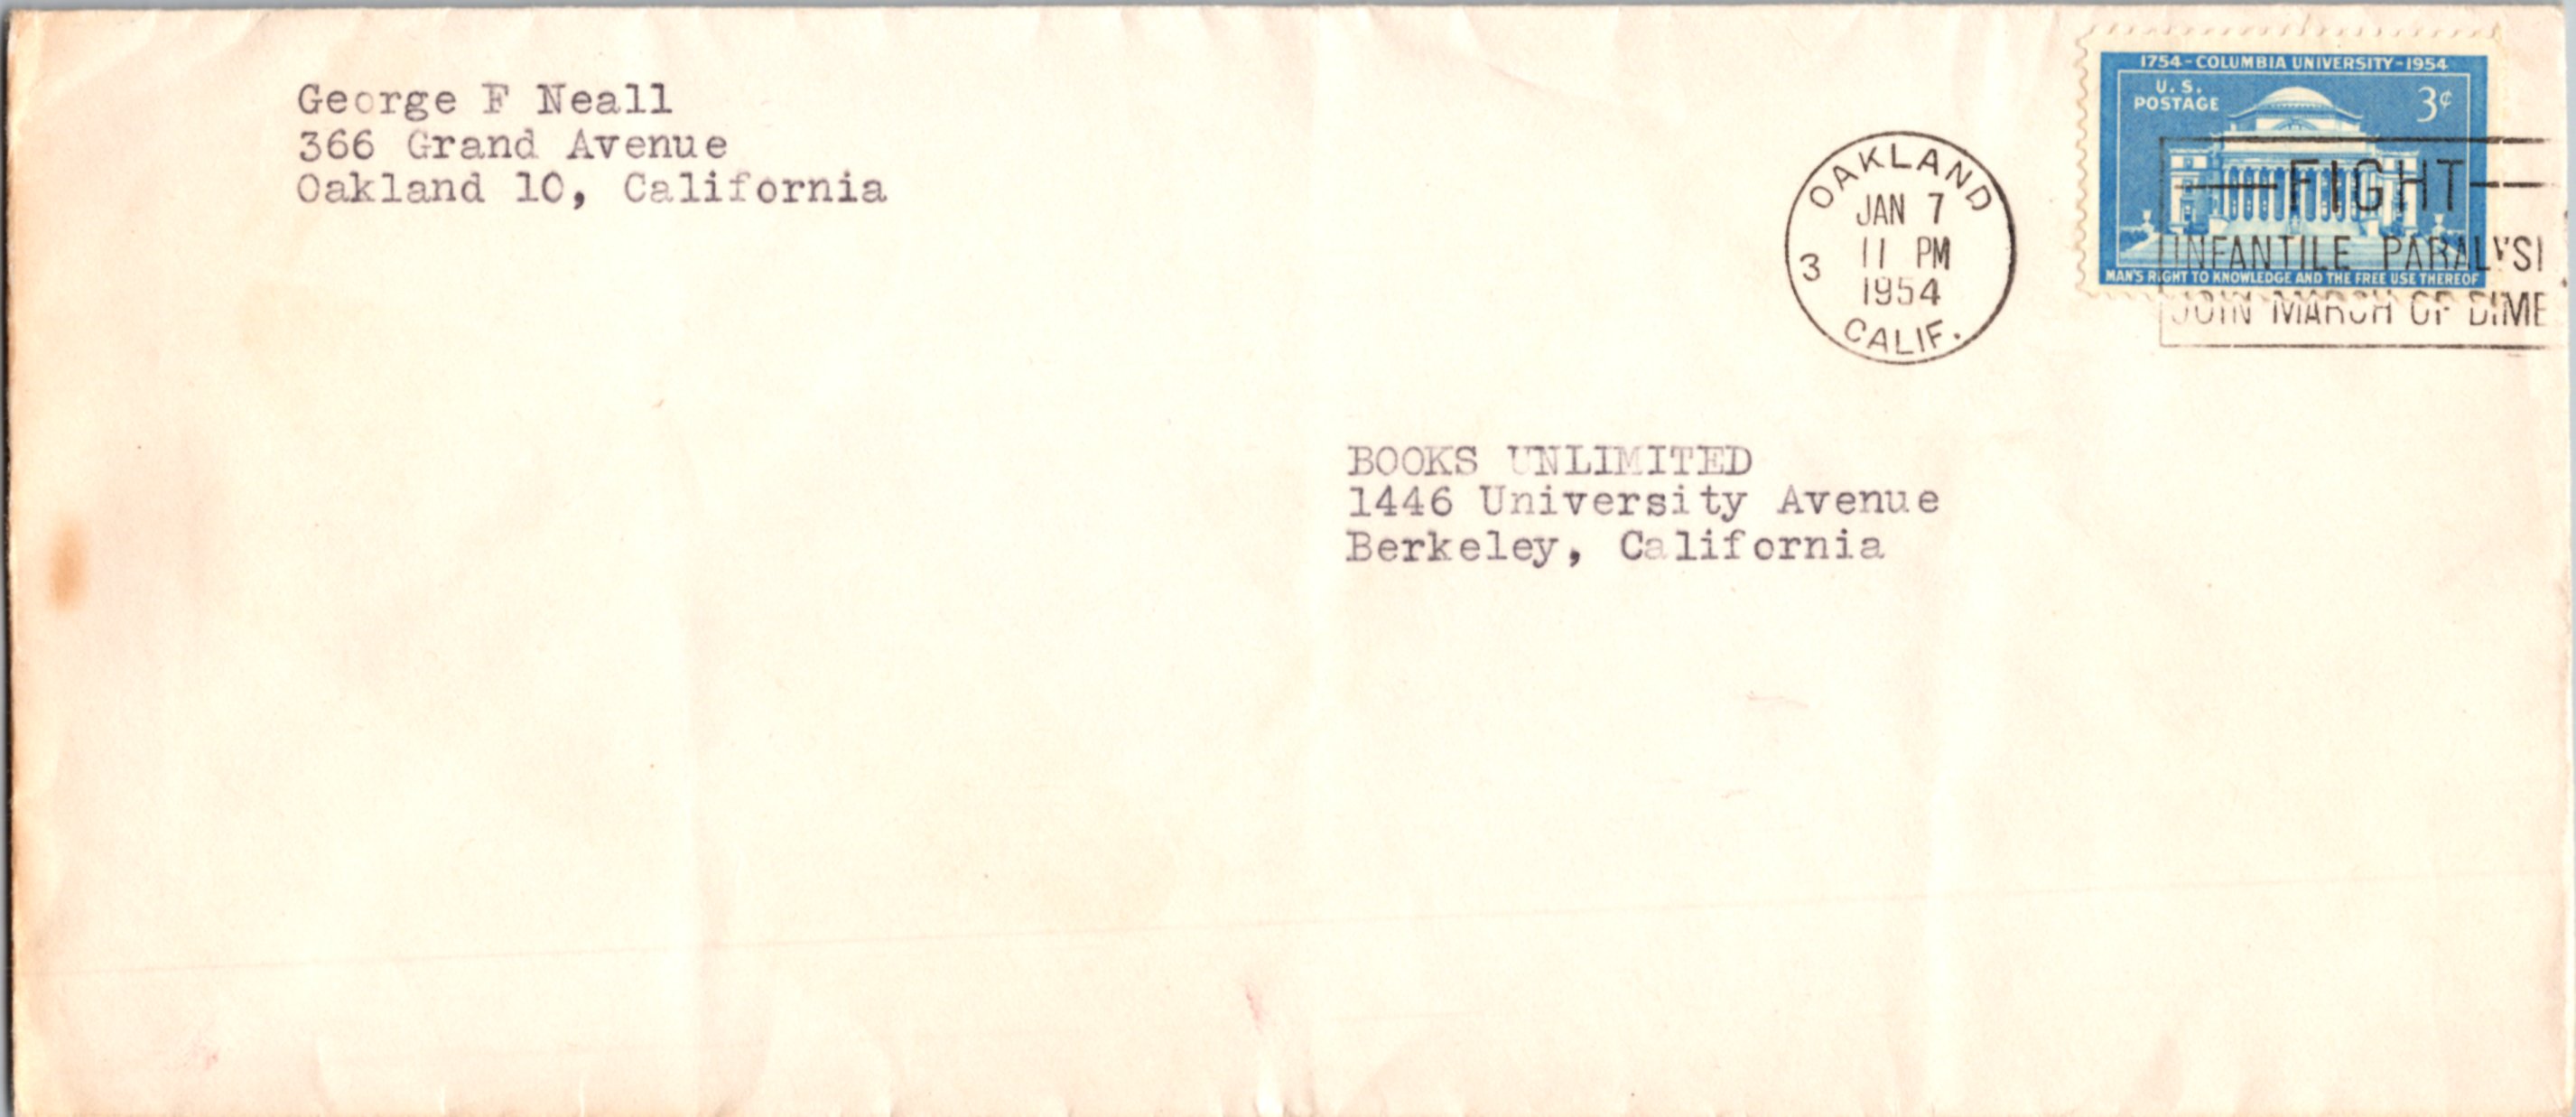 George F Neall
366 Grand Avenue
Oakland 10, California
OAKLAND
JAN 7
11 PM
1954
3
CALIF.
1754-COLUMBIA UNIVERSITY-1954
U. S.
POSTAGE
3¢
MAN'S RIGHT TO KNOWLEDGE AND THE FREE USE THEREOF
FIGHT
INFANTILE PARALYSI
JOIN MARCH OF DIME
BOOKS UNLIMITED
1446 University Avenue
Berkeley, California